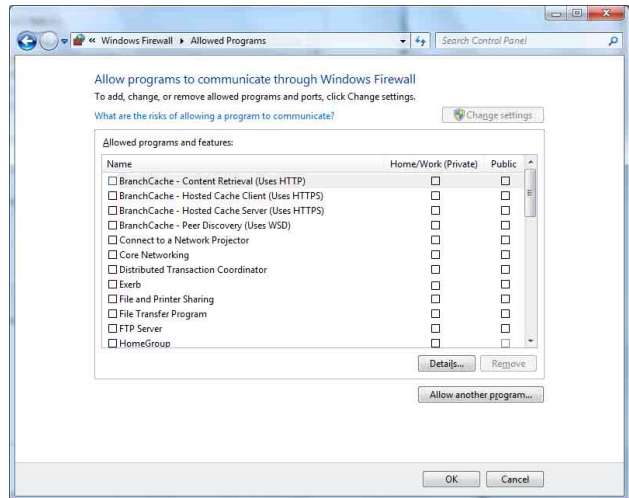 « Windows Firewall ▸ Allowed Programs
Search Control Panel
Allow programs to communicate through Windows Firewall
To add, change, or remove allowed programs and ports, click Change settings.
What are the risks of allowing a program to communicate?
Change settings
Allowed programs and features:
Name Home/Work (Private) Public
BranchCache - Content Retrieval (Uses HTTP)
BranchCache - Hosted Cache Client (Uses HTTPS)
BranchCache - Hosted Cache Server (Uses HTTPS)
BranchCache - Peer Discovery (Uses WSD)
Connect to a Network Projector
Core Networking
Distributed Transaction Coordinator
Exerb
File and Printer Sharing
File Transfer Program
FTP Server
HomeGroup
Details... Remove
Allow another program...
OK Cancel